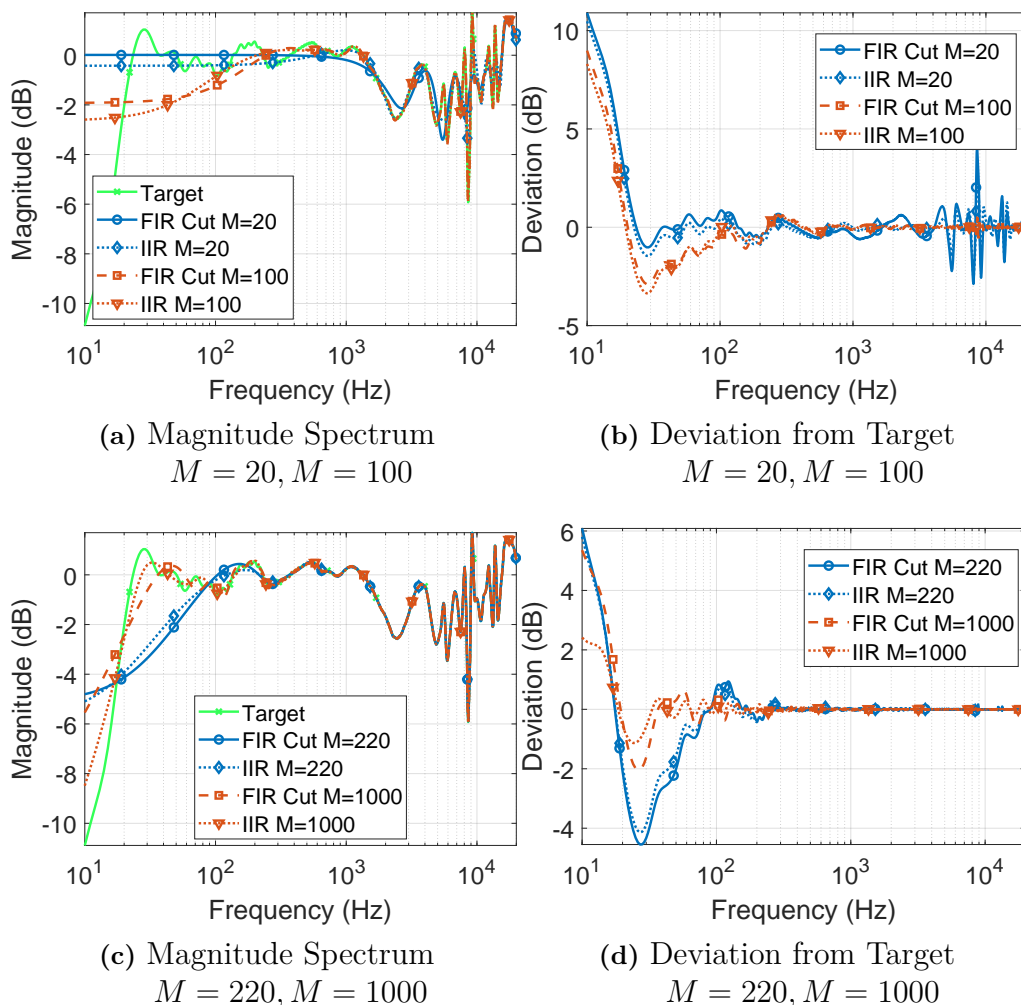 0
-2
-4
-6
-8
-10
Magnitude (dB)
Target
FIR Cut M=20
IIR M=20
FIR Cut M=100
IIR M=100
10^1
10^2
10^3
10^4
Frequency (Hz)
(a) Magnitude Spectrum
M = 20, M = 100
10
5
0
-5
Deviation (dB)
FIR Cut M=20
IIR M=20
FIR Cut M=100
IIR M=100
10^1
10^2
10^3
10^4
Frequency (Hz)
(b) Deviation from Target
M = 20, M = 100
0
-2
-4
-6
-8
-10
Magnitude (dB)
Target
FIR Cut M=220
IIR M=220
FIR Cut M=1000
IIR M=1000
10^1
10^2
10^3
10^4
Frequency (Hz)
(c) Magnitude Spectrum
M = 220, M = 1000
6
4
2
0
-2
-4
Deviation (dB)
FIR Cut M=220
IIR M=220
FIR Cut M=1000
IIR M=1000
10^1
10^2
10^3
10^4
Frequency (Hz)
(d) Deviation from Target
M = 220, M = 1000